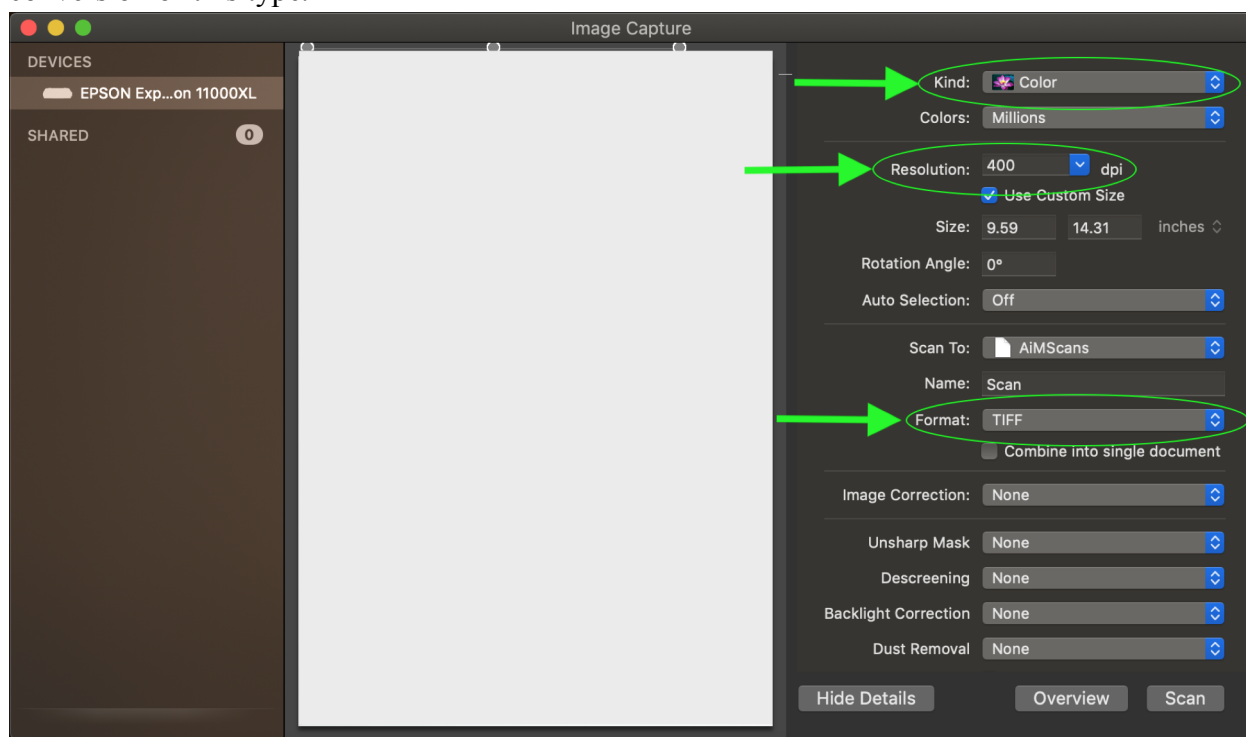 Image Capture
DEVICES
EPSON Exp...on 11000XL
SHARED 0
Kind: Color
Colors: Millions
Resolution: 400 dpi
Use Custom Size
Size: 9.59 14.31 inches
Rotation Angle: 0°
Auto Selection: Off
Scan To: AiMScans
Name: Scan
Format: TIFF
Combine into single document
Image Correction: None
Unsharp Mask None
Descreening None
Backlight Correction None
Dust Removal None
Hide Details Overview Scan